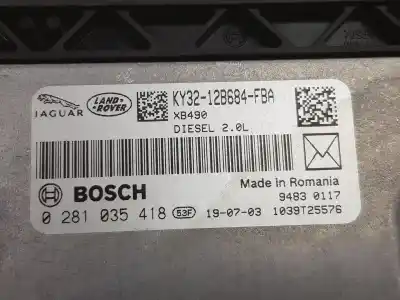 JAGUAR
LAND ROVER
KY32-12B684-FBA
XB490
DIESEL 2.0L
BOSCH
Made in Romania
9483 0117
0 281 035 418 53F 19-07-03 1039T25576